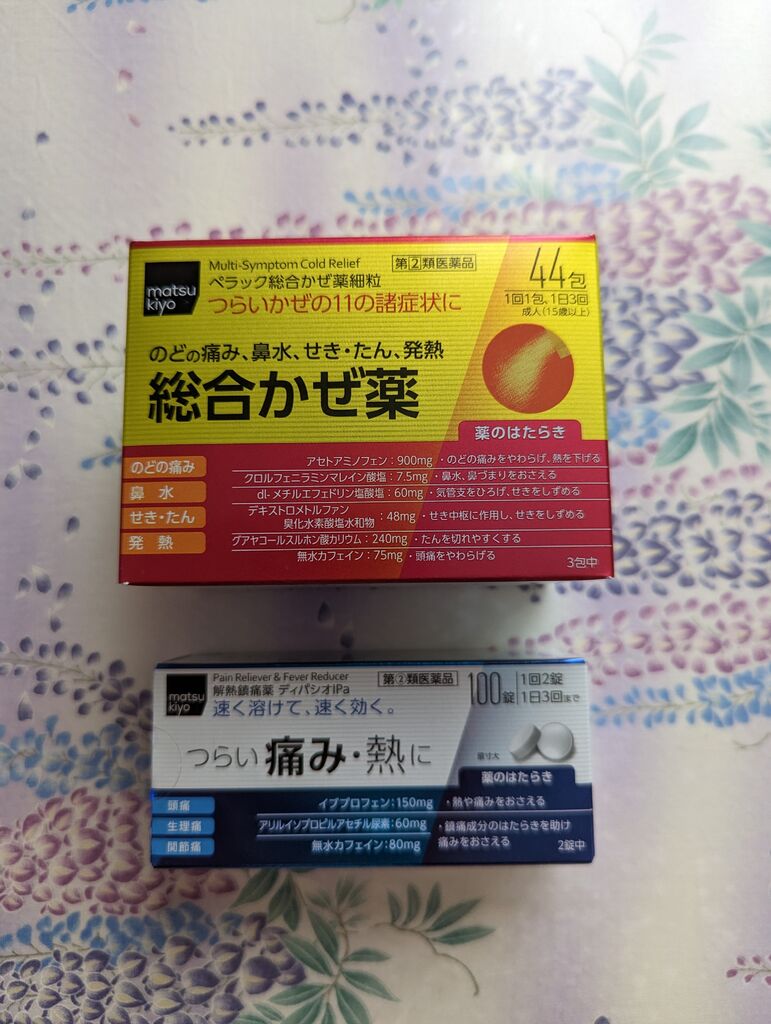 matsu
kiyo
Multi-Symptom Cold Relief
第②類医薬品
ペラック総合かぜ薬細粒
つらいかぜの11の諸症状に
44包
1回1包、1日3回
成人(15歳以上)
のどの痛み、鼻水、せき・たん、発熱
総合かぜ薬
薬のはたらき
のどの痛み
鼻水
せき・たん
発熱
アセトアミノフェン:900mg ・のどの痛みをやわらげ、熱を下げる
クロルフェニラミンマレイン酸塩:7.5mg ・鼻水、鼻づまりをおさえる
dl-メチルエフェドリン塩酸塩:60mg ・気管支をひろげ、せきをしずめる
デキストロメトルファン
臭化水素酸塩水和物:48mg ・せき中枢に作用し、せきをしずめる
グアヤコールスルホン酸カリウム:240mg ・たんを切れやすくする
無水カフェイン:75mg ・頭痛をやわらげる
3包中
matsu
kiyo
Pain Reliever & Fever Reducer
第②類医薬品
解熱鎮痛薬 ディパシオIPa
速く溶けて、速く効く。
100錠
1回2錠
1日3回まで
つらい痛み・熱に
原寸大
薬のはたらき
頭痛
生理痛
関節痛
イブプロフェン:150mg ・熱や痛みをおさえる
アリルイソプロピルアセチル尿素:60mg ・鎮痛成分のはたらきを助け
痛みをおさえる
無水カフェイン:80mg
2錠中